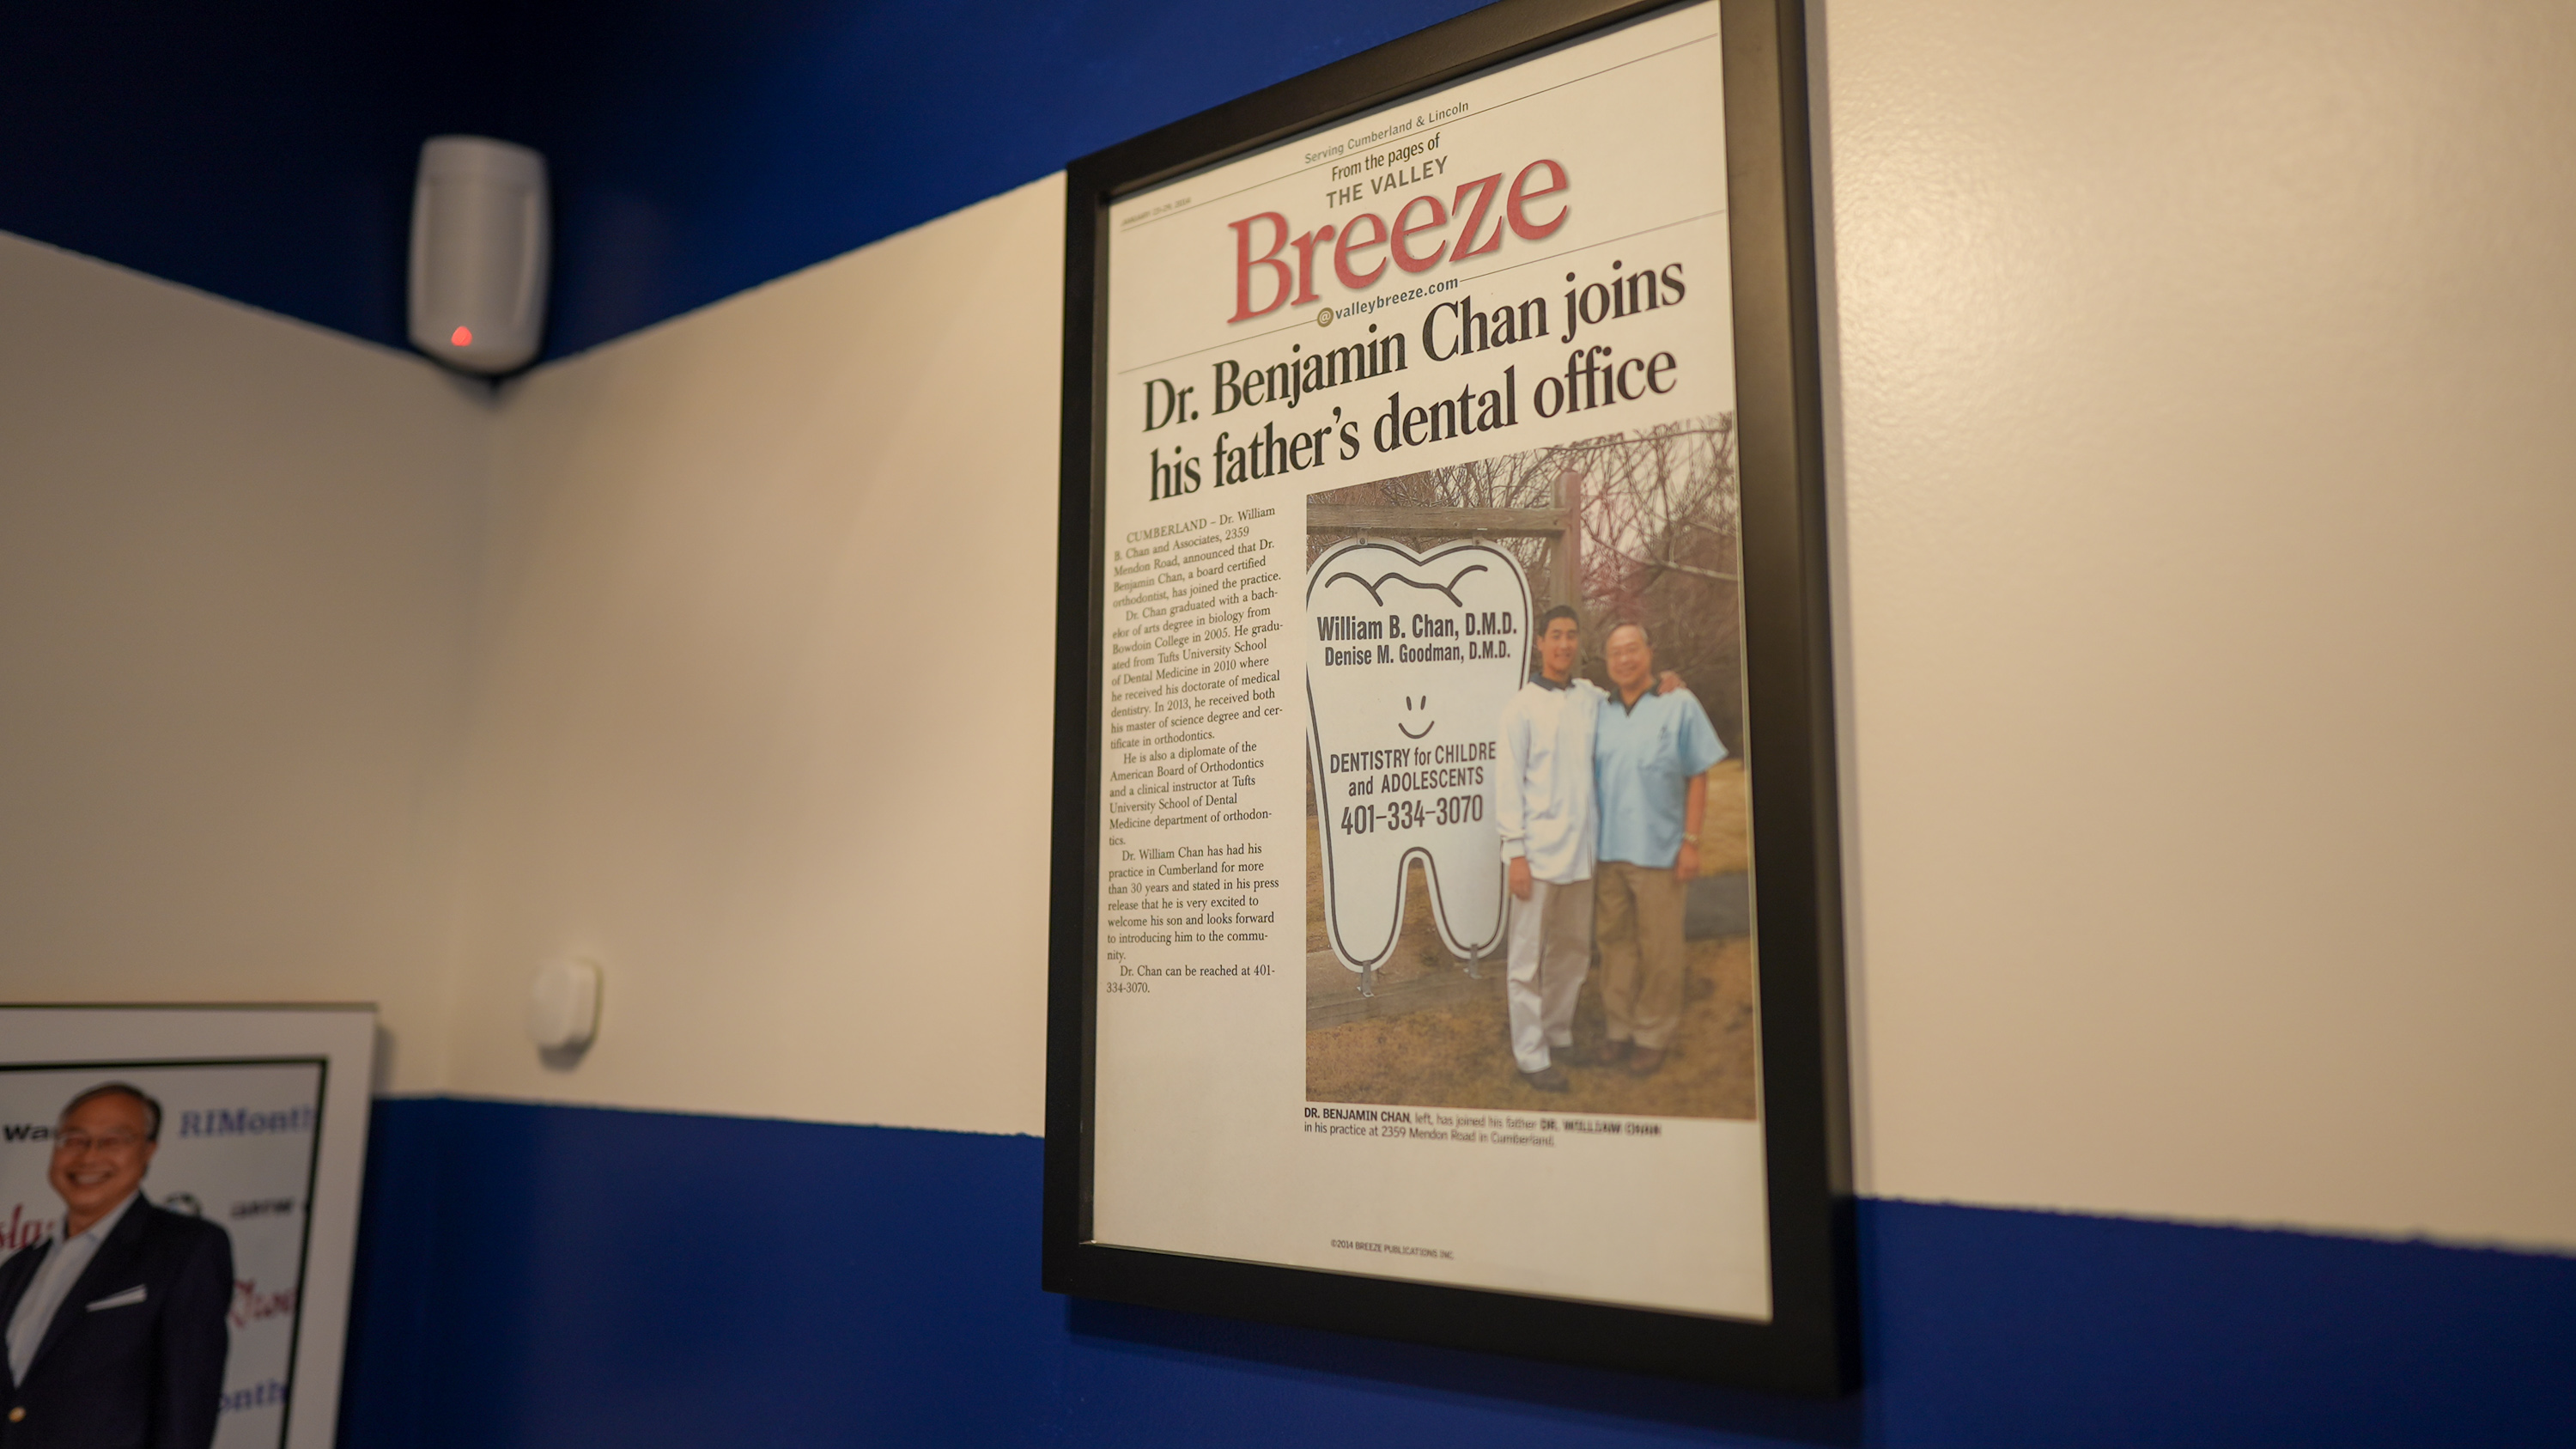 Serving Cumberland & Lincoln
From the pages of
THE VALLEY
JANUARY 23-29, 2014
Breeze
@valleybreeze.com
Dr. Benjamin Chan joins
his father's dental office
CUMBERLAND – Dr. William
B. Chan and Associates, 2359
Mendon Road, announced that Dr.
Benjamin Chan, a board certified
orthodontist, has joined the practice.
Dr. Chan graduated with a bach-
elor of arts degree in biology from
Bowdoin College in 2005. He gradu-
ated from Tufts University School
of Dental Medicine in 2010 where
he received his doctorate of medical
dentistry. In 2013, he received both
his master of science degree and cer-
tificate in orthodontics.
He is also a diplomate of the
American Board of Orthodontics
and a clinical instructor at Tufts
University School of Dental
Medicine department of orthodon-
tics.
Dr. William Chan has had his
practice in Cumberland for more
than 30 years and stated in his press
release that he is very excited to
welcome his son and looks forward
to introducing him to the commu-
nity.
Dr. Chan can be reached at 401-
334-3070.
William B. Chan, D.M.D.
Denise M. Goodman, D.M.D.
DENTISTRY for CHILDRE
and ADOLESCENTS
401-334-3070
DR. BENJAMIN CHAN, left, has joined his father DR. WILLIAM CHAN
in his practice at 2359 Mendon Road in Cumberland.
©2014 BREEZE PUBLICATIONS, INC.
Wa
RIMonth
onth